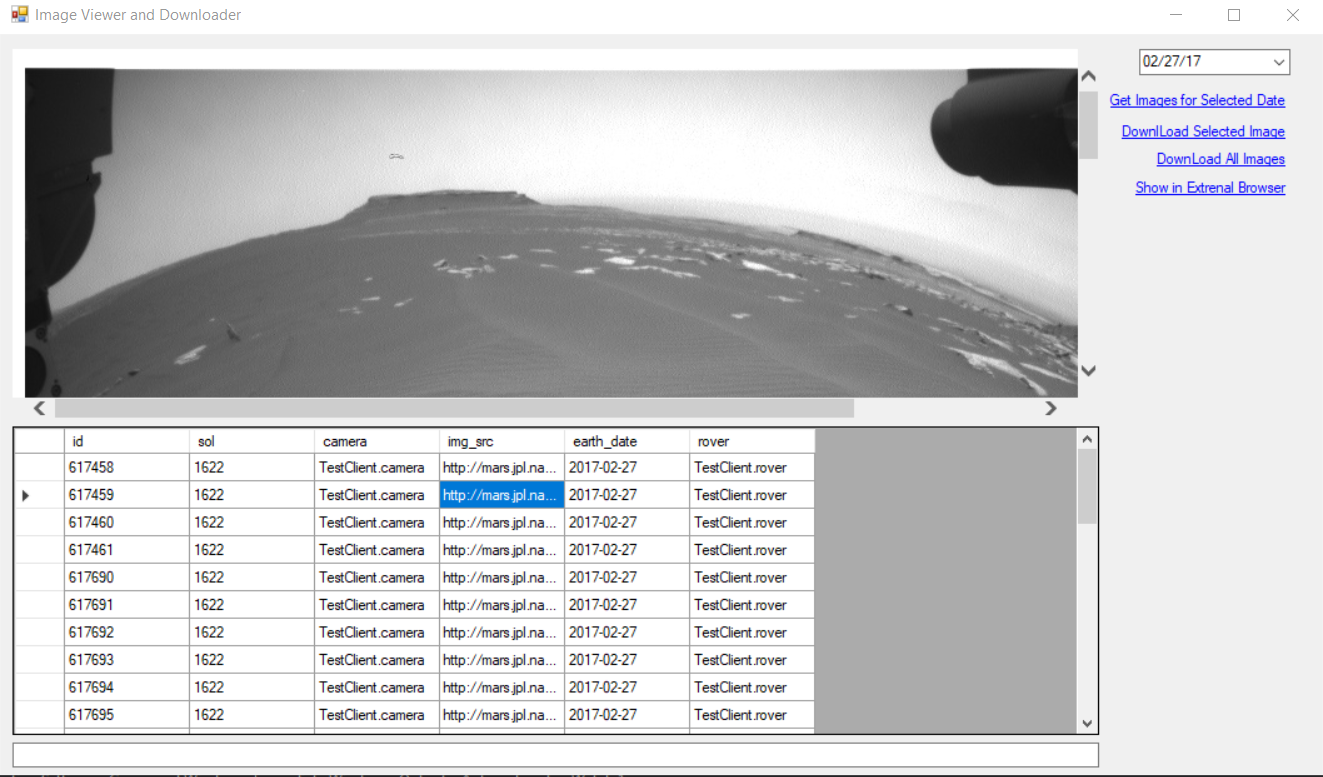 Image Viewer and Downloader
02/27/17
Get Images for Selected Date
DownlLoad Selected Image
DownLoad All Images
Show in Extrenal Browser
id sol camera img_src earth_date rover
617458 1622 TestClient.camera http://mars.jpl.na... 2017-02-27 TestClient.rover
617459 1622 TestClient.camera http://mars.jpl.na... 2017-02-27 TestClient.rover
617460 1622 TestClient.camera http://mars.jpl.na... 2017-02-27 TestClient.rover
617461 1622 TestClient.camera http://mars.jpl.na... 2017-02-27 TestClient.rover
617690 1622 TestClient.camera http://mars.jpl.na... 2017-02-27 TestClient.rover
617691 1622 TestClient.camera http://mars.jpl.na... 2017-02-27 TestClient.rover
617692 1622 TestClient.camera http://mars.jpl.na... 2017-02-27 TestClient.rover
617693 1622 TestClient.camera http://mars.jpl.na... 2017-02-27 TestClient.rover
617694 1622 TestClient.camera http://mars.jpl.na... 2017-02-27 TestClient.rover
617695 1622 TestClient.camera http://mars.jpl.na... 2017-02-27 TestClient.rover